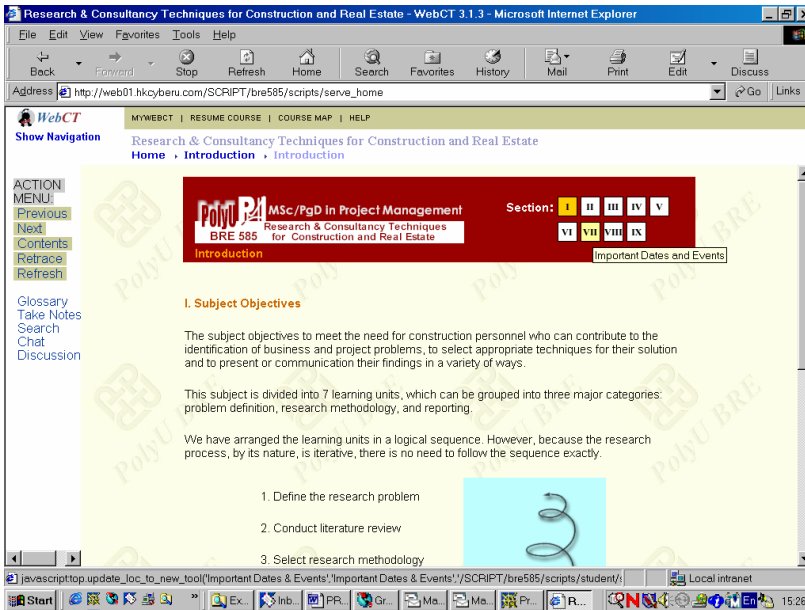 Research & Consultancy Techniques for Construction and Real Estate - WebCT 3.1.3 - Microsoft Internet Explorer
File Edit View Favorites Tools Help
Back Forward Stop Refresh Home Search Favorites History Mail Print Edit Discuss
Address http://web01.hkcyberu.com/SCRIPT/bre585/scripts/serve_home Go Links
WebCT
MYWEBCT | RESUME COURSE | COURSE MAP | HELP
Show Navigation
Research & Consultancy Techniques for Construction and Real Estate
Home › Introduction › Introduction
ACTION
MENU:
Previous
Next
Contents
Retrace
Refresh
Glossary
Take Notes
Search
Chat
Discussion
PolyU
MSc/PgD in Project Management
BRE 585
Research & Consultancy Techniques
for Construction and Real Estate
Introduction
Section: I II III IV V
VI VII VIII IX
Important Dates and Events
I. Subject Objectives
The subject objectives to meet the need for construction personnel who can contribute to the
identification of business and project problems, to select appropriate techniques for their solution
and to present or communication their findings in a variety of ways.
This subject is divided into 7 learning units, which can be grouped into three major categories:
problem definition, research methodology, and reporting.
We have arranged the learning units in a logical sequence. However, because the research
process, by its nature, is iterative, there is no need to follow the sequence exactly.
1. Define the research problem
2. Conduct literature review
3. Select research methodology
PolyU BRE
javascript:top.update_loc_to_new_tool('Important Dates & Events','Important Dates & Events','/SCRIPT/bre585/scripts/student/s
Local intranet
Start Ex... Inb... PR... Gr... Ma... Ma... Pr... R... En 15:28